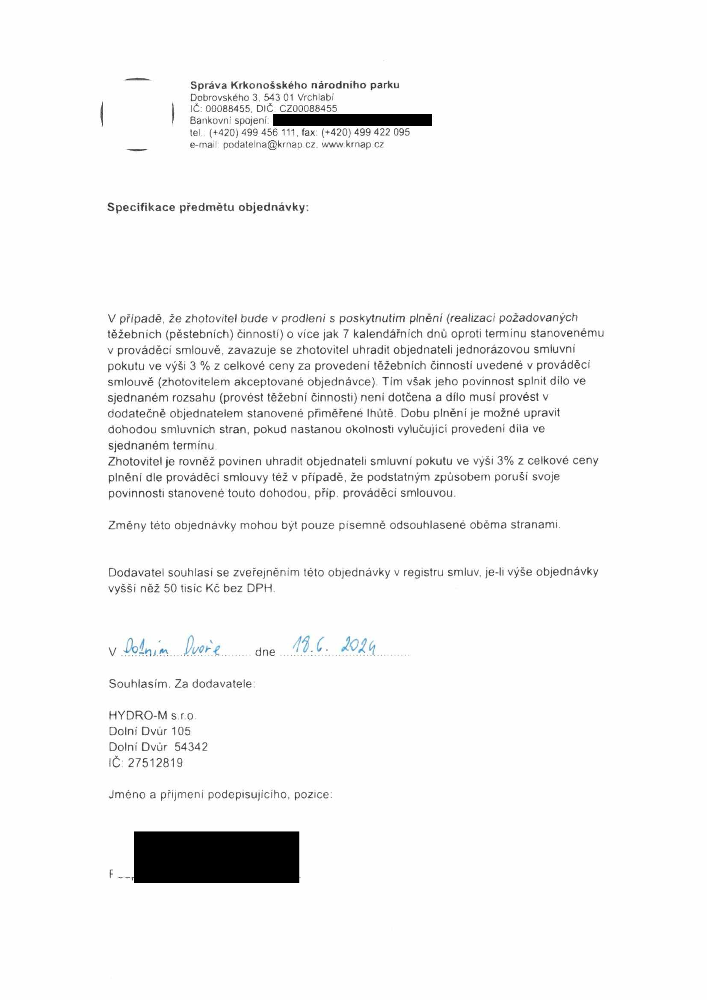 Správa Krkonošského národního parku
Dobrovského 3, 543 01 Vrchlabí
IČ: 00088455, DIČ: CZ00088455
Bankovní spojení:
tel.: (+420) 499 456 111, fax: (+420) 499 422 095
e-mail: podatelna@krnap.cz, www.krnap.cz
Specifikace předmětu objednávky:
V případě, že zhotovitel bude v prodlení s poskytnutím plnění (realizací požadovaných
těžebních (pěstebních) činností) o více jak 7 kalendářních dnů oproti termínu stanovenému
v prováděcí smlouvě, zavazuje se zhotovitel uhradit objednateli jednorázovou smluvní
pokutu ve výši 3 % z celkové ceny za provedení těžebních činností uvedené v prováděcí
smlouvě (zhotovitelem akceptované objednávce). Tím však jeho povinnost splnit dílo ve
sjednaném rozsahu (provést těžební činnosti) není dotčena a dílo musí provést v
dodatečně objednatelem stanovené přiměřené lhůtě. Dobu plnění je možné upravit
dohodou smluvních stran, pokud nastanou okolnosti vylučující provedení díla ve
sjednaném termínu.
Zhotovitel je rovněž povinen uhradit objednateli smluvní pokutu ve výši 3% z celkové ceny
plnění dle prováděcí smlouvy též v případě, že podstatným způsobem poruší svoje
povinnosti stanovené touto dohodou, příp. prováděcí smlouvou.
Změny této objednávky mohou být pouze písemně odsouhlasené oběma stranami.
Dodavatel souhlasí se zveřejněním této objednávky v registru smluv, je-li výše objednávky
vyšší něž 50 tisíc Kč bez DPH.
V Dolním Dvoře dne 18.6. 2024
Souhlasím. Za dodavatele:
HYDRO-M s.r.o.
Dolní Dvůr 105
Dolní Dvůr 54342
IČ: 27512819
Jméno a příjmení podepisujícího, pozice: